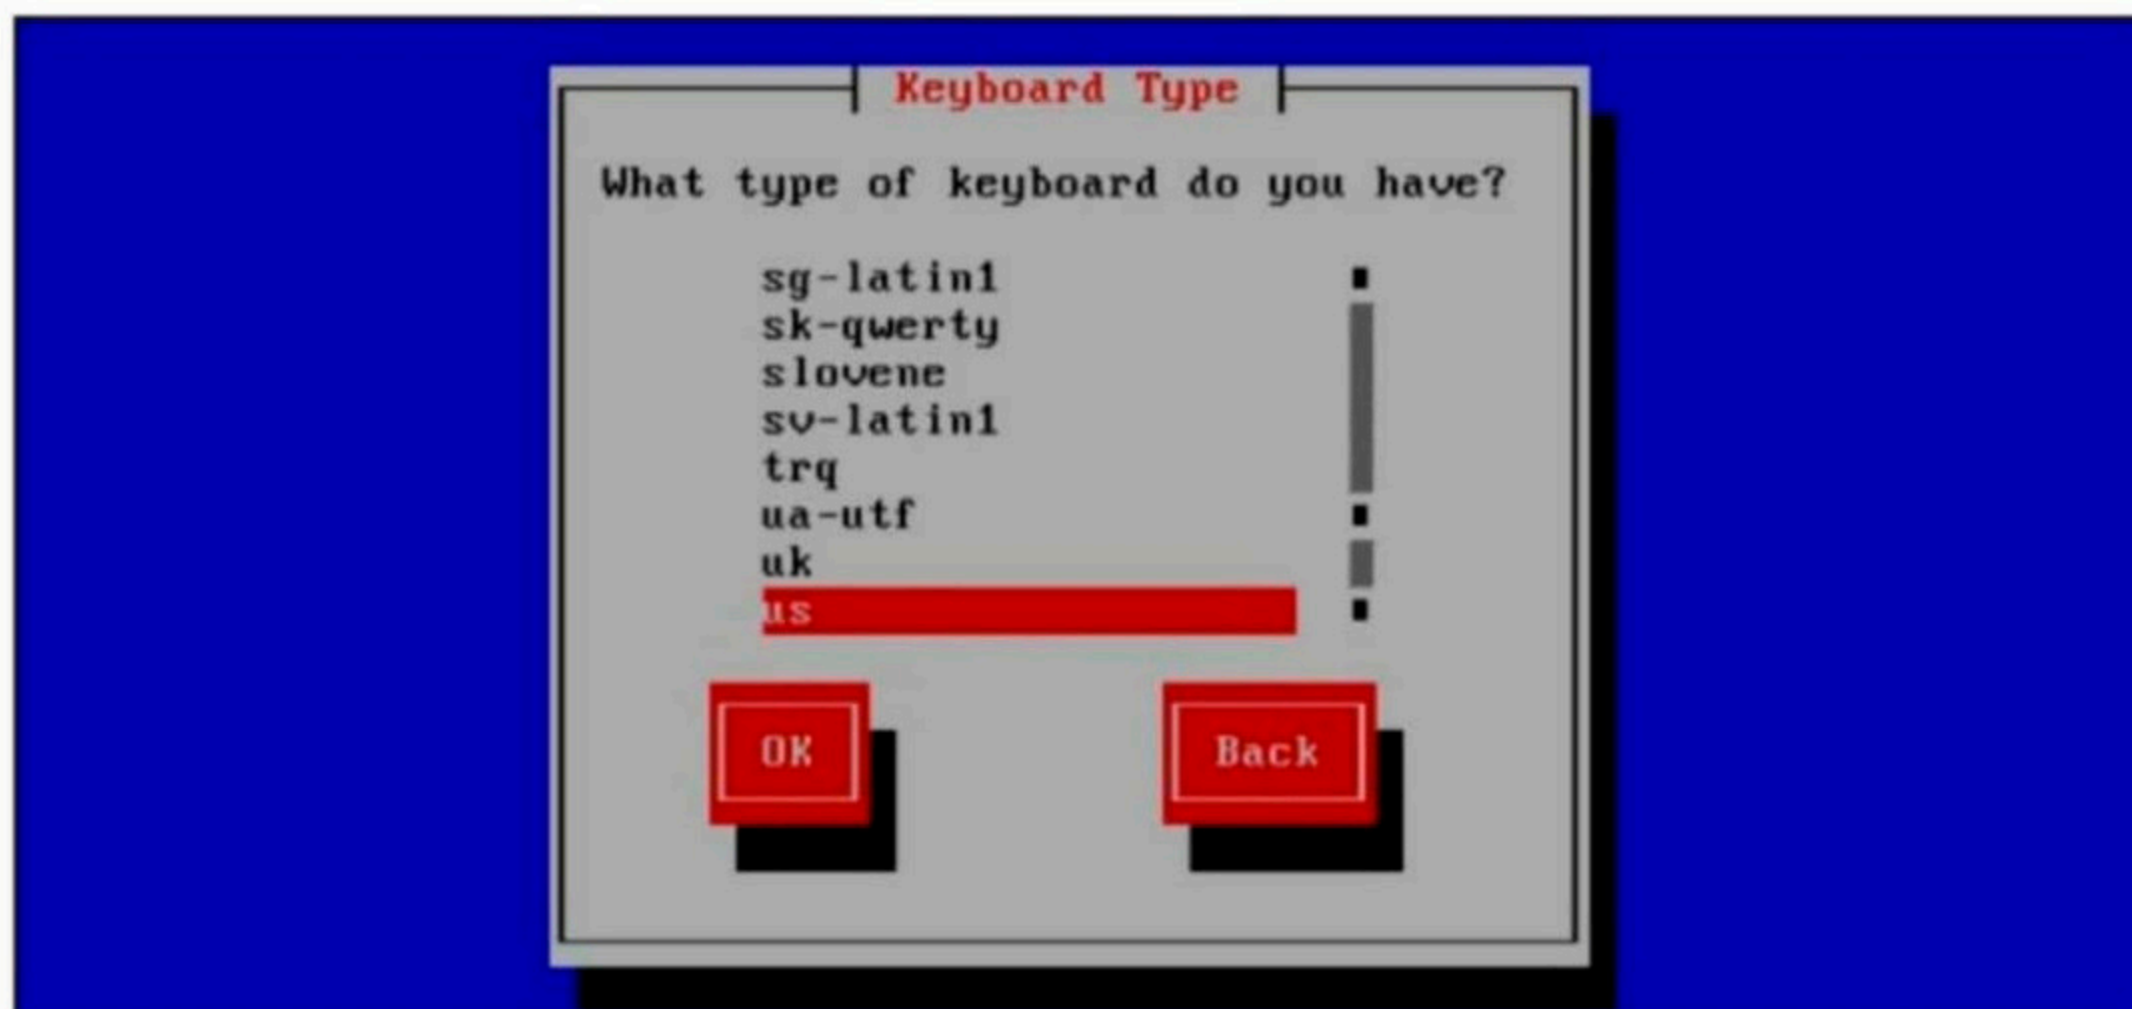 Keyboard Type
What type of keyboard do you have?
sg-latin1
sk-qwerty
slovene
sv-latin1
trq
ua-utf
uk
us
OK
Back